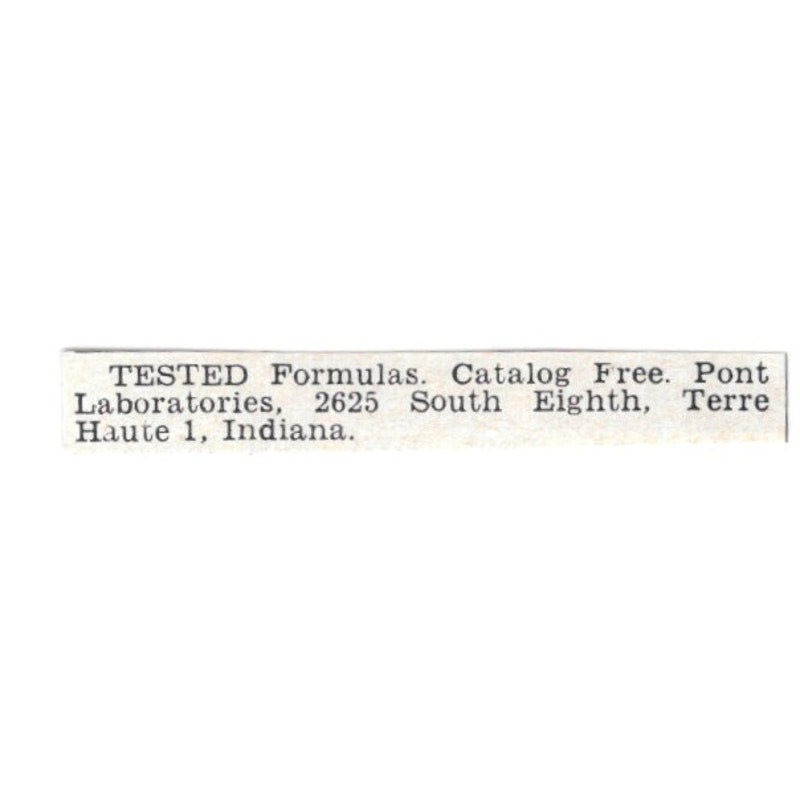 TESTED Formulas. Catalog Free. Pont
Laboratories, 2625 South Eighth, Terre
Haute 1, Indiana.